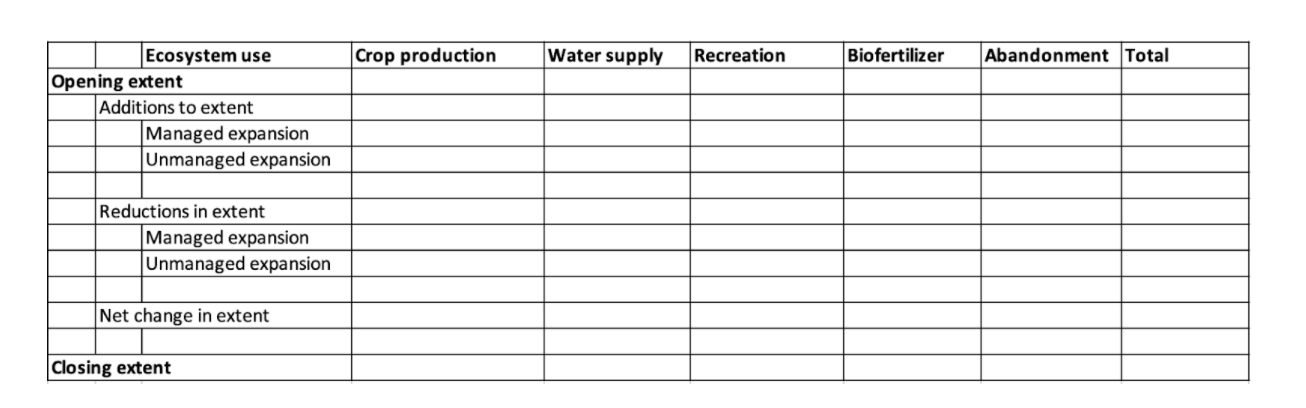 Ecosystem use Crop production Water supply Recreation Biofertilizer Abandonment Total
Opening extent
Additions to extent
Managed expansion
Unmanaged expansion
Reductions in extent
Managed expansion
Unmanaged expansion
Net change in extent
Closing extent